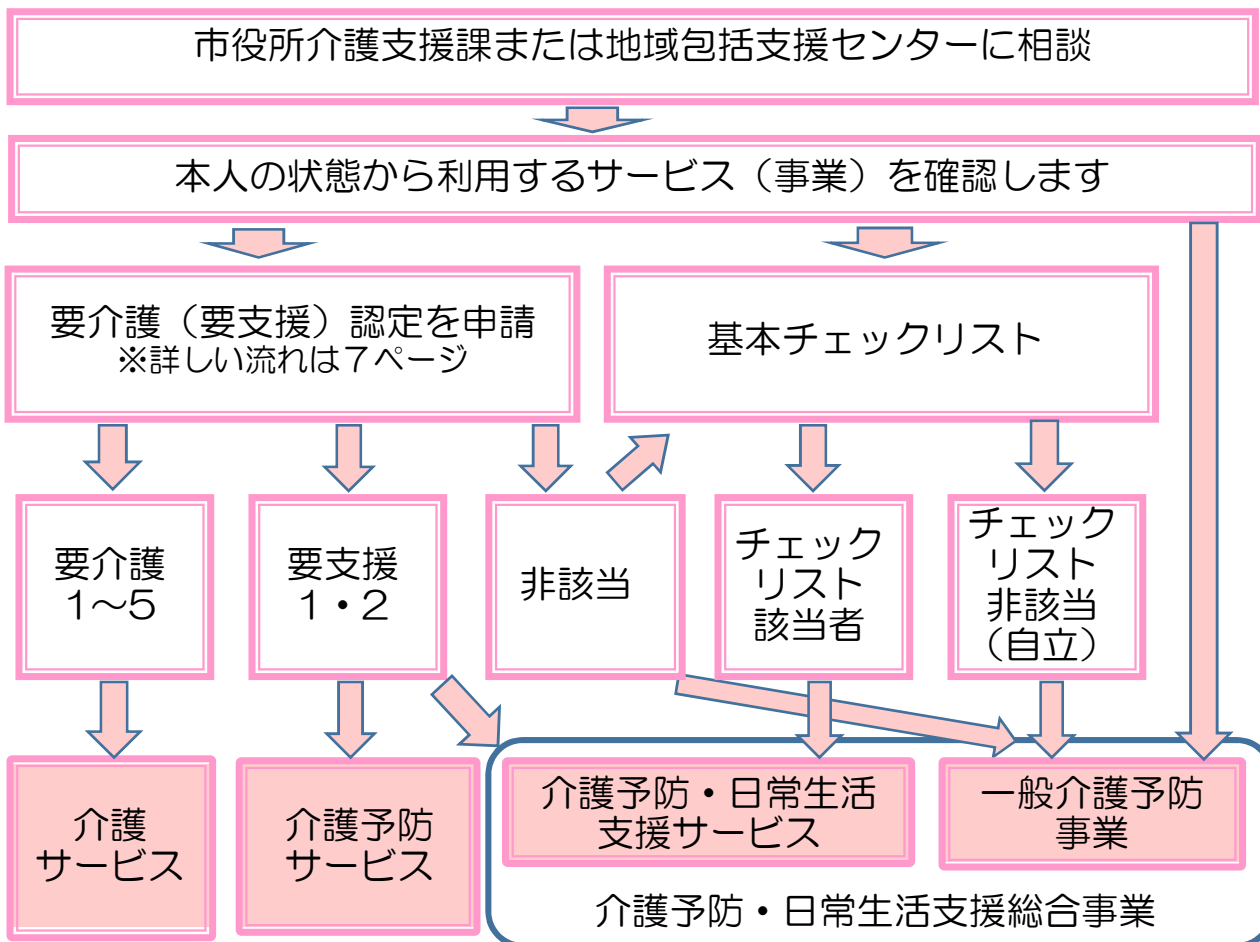 市役所介護支援課または地域包括支援センターに相談
本人の状態から利用するサービス（事業）を確認します
要介護（要支援）認定を申請
※詳しい流れは７ページ
基本チェックリスト
要介護
１～５
要支援
１・２
非該当
チェック
リスト
該当者
チェック
リスト
非該当
（自立）
介護
サービス
介護予防
サービス
介護予防・日常生活
支援サービス
一般介護予防
事業
介護予防・日常生活支援総合事業